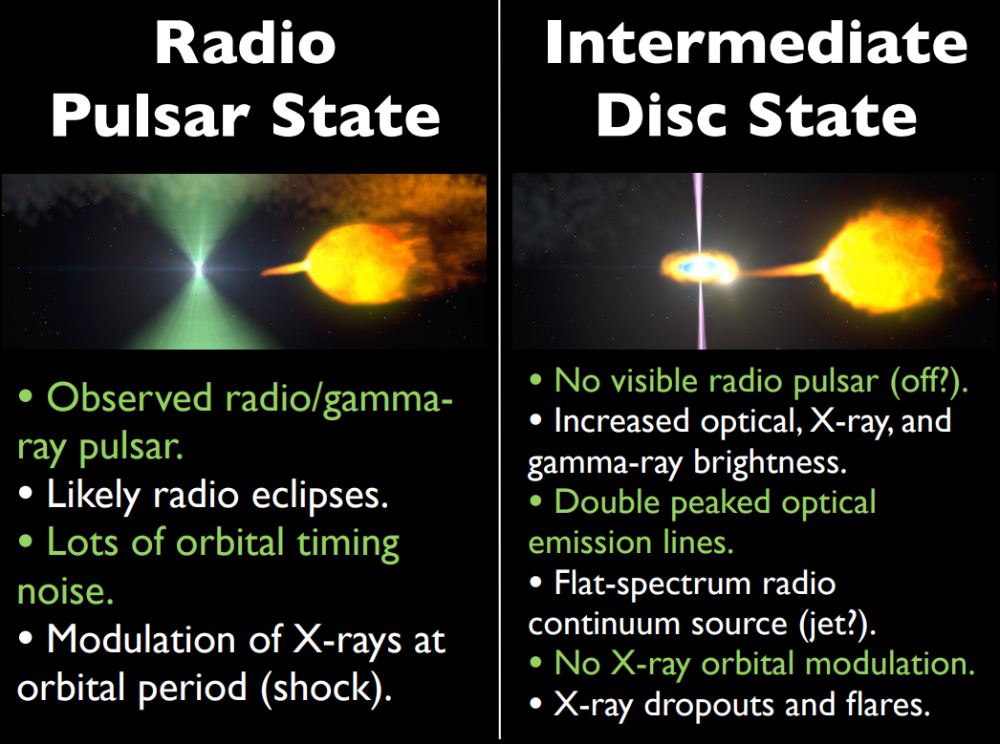 Radio
Pulsar State
• Observed radio/gamma-
ray pulsar.
• Likely radio eclipses.
• Lots of orbital timing
noise.
• Modulation of X-rays at
orbital period (shock).
Intermediate
Disc State
• No visible radio pulsar (off?).
• Increased optical, X-ray, and
gamma-ray brightness.
• Double peaked optical
emission lines.
• Flat-spectrum radio
continuum source (jet?).
• No X-ray orbital modulation.
• X-ray dropouts and flares.